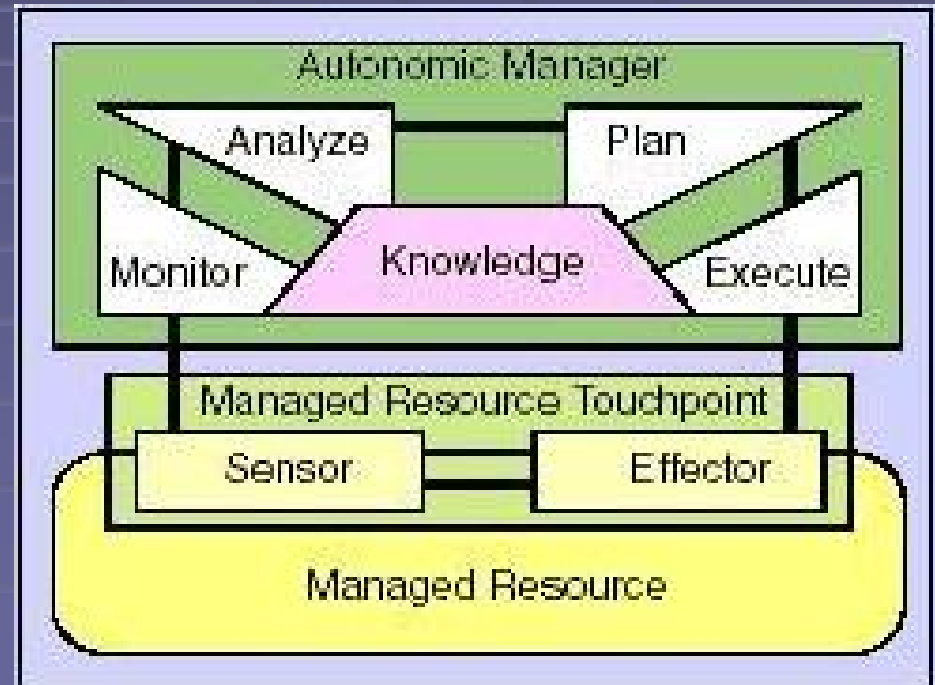 Autonomic Manager
Analyze
Plan
Monitor
Knowledge
Execute
Managed Resource Touchpoint
Sensor
Effector
Managed Resource